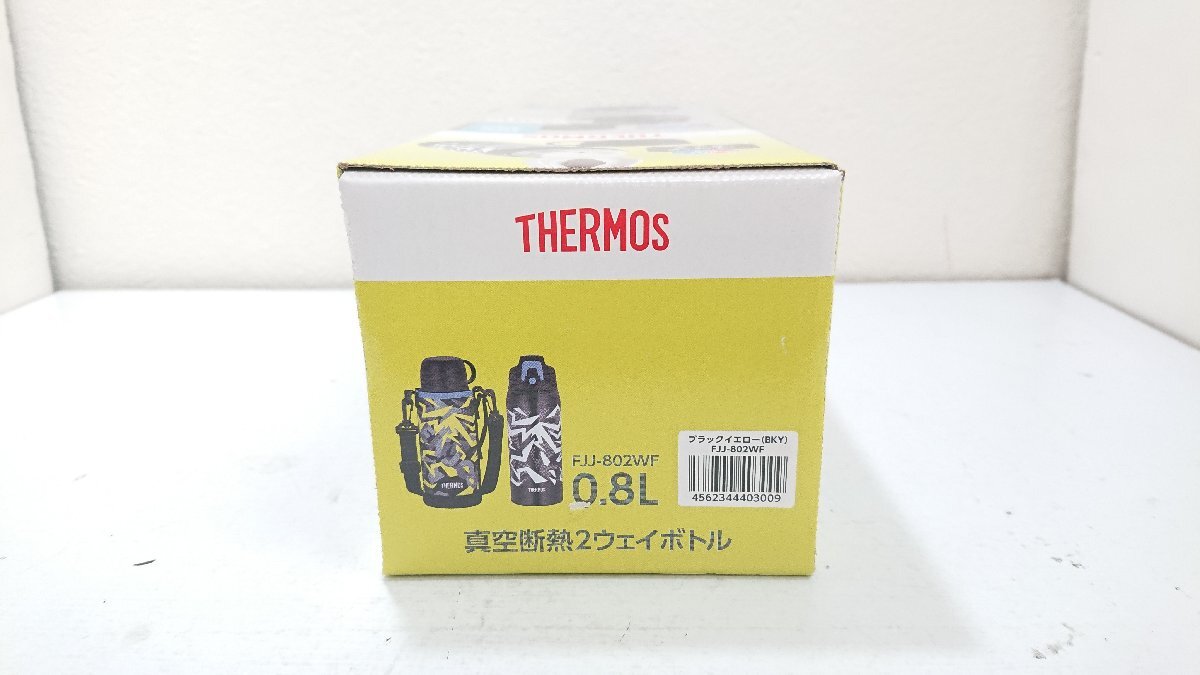 THERMOS
THERMOS
FJJ-802WF
0.8L
ブラックイエロー(BKY)
FJJ-802WF
4562344403009
真空断熱2ウェイボトル